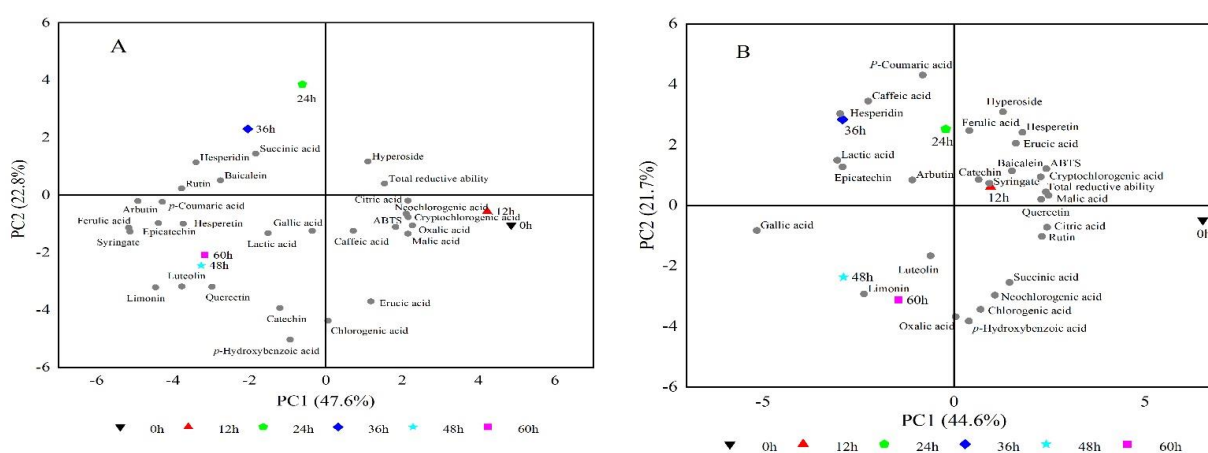 A
6
4
2
0
-2
-4
-6
PC2 (22.8%)
24h
36h
Succinic acid
Hesperidin
Hyperoside
Baicalein
Rutin
Total reductive ability
Citric acid
Arbutin
p-Coumaric acid
Neochlorogenic acid
12h
Ferulic acid
Epicatechin
Hesperetin
Gallic acid
ABTS
Cryptochlorogenic acid
0h
Syringate
Lactic acid
Caffeic acid
Oxalic acid
Malic acid
60h
48h
Luteolin
Limonin
Quercetin
Erucic acid
Catechin
Chlorogenic acid
p-Hydroxybenzoic acid
-6
-4
-2
0
2
4
6
PC1 (47.6%)
0h 12h 24h 36h 48h 60h
B
6
4
2
0
-2
-4
-6
PC2 (21.7%)
P-Coumaric acid
Caffeic acid
Hyperoside
Hesperidin
Ferulic acid
36h
24h
Hesperetin
Erucic acid
Lactic acid
Baicalein
ABTS
Epicatechin
Arbutin
Catechin
Cryptochlorogenic acid
Syringate
Total reductive ability
12h
Malic acid
Quercetin
Gallic acid
Citric acid
0h
Rutin
Luteolin
48h
Succinic acid
Limonin
Neochlorogenic acid
60h
Chlorogenic acid
Oxalic acid
p-Hydroxybenzoic acid
-5
0
5
PC1 (44.6%)
0h 12h 24h 36h 48h 60h